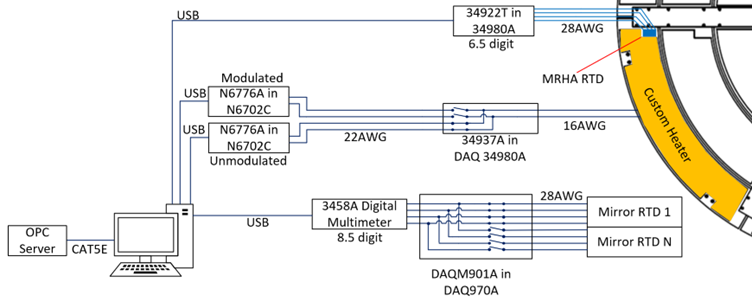 USB
34922T in
34980A
6.5 digit
28AWG
MRHA RTD
Custom Heater
Modulated
USB
N6776A in
N6702C
USB
N6776A in
N6702C
Unmodulated
22AWG
34937A in
DAQ 34980A
16AWG
OPC
Server
CAT5E
USB
3458A Digital
Multimeter
8.5 digit
28AWG
Mirror RTD 1
Mirror RTD N
DAQM901A in
DAQ970A